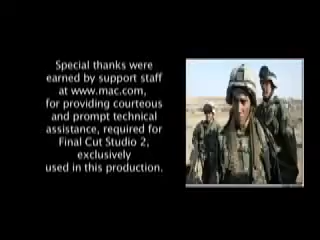 Special thanks were
earned by support staff
at www.mac.com,
for providing courteous
and prompt technical
assistance, required for
Final Cut Studio 2,
exclusively
used in this production.